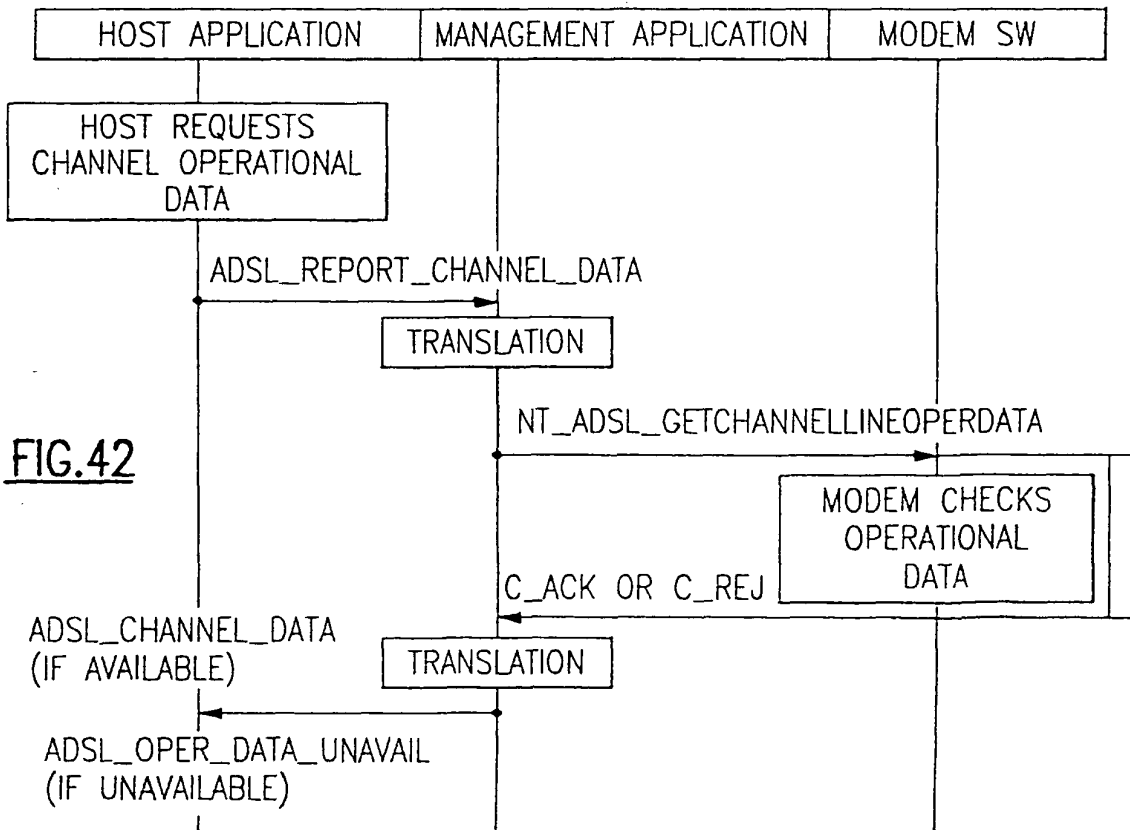 HOST APPLICATION
MANAGEMENT APPLICATION
MODEM SW
HOST REQUESTS
CHANNEL OPERATIONAL
DATA
ADSL_REPORT_CHANNEL_DATA
TRANSLATION
NT_ADSL_GETCHANNELLINEOPERDATA
FIG.42
MODEM CHECKS
OPERATIONAL
DATA
C_ACK OR C_REJ
ADSL_CHANNEL_DATA
(IF AVAILABLE)
TRANSLATION
ADSL_OPER_DATA_UNAVAIL
(IF UNAVAILABLE)